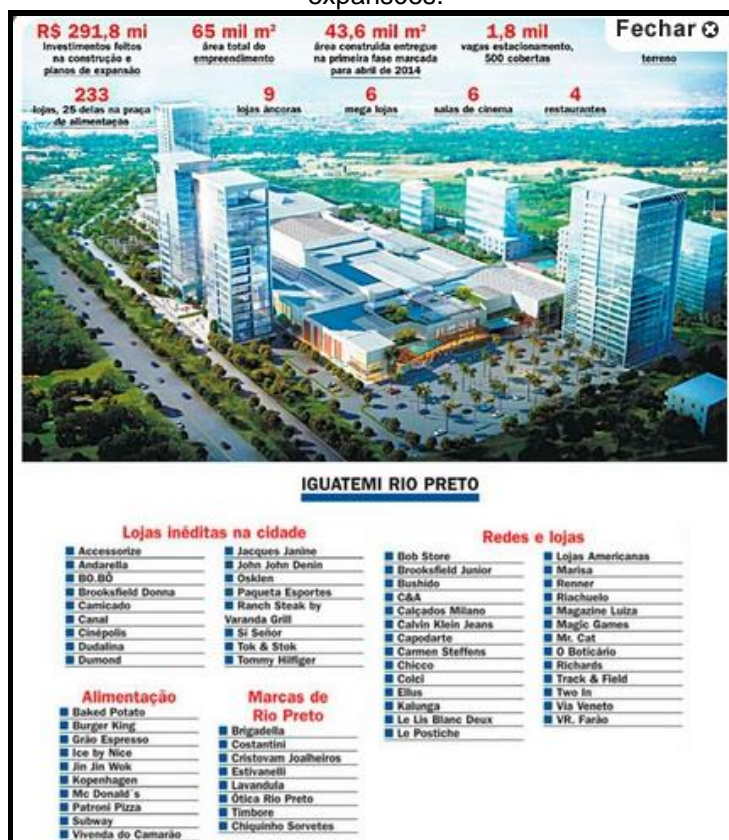 expansões.
R$ 291,8 mi
Investimentos feitos
na construção e
planos de expansão
65 mil m²
área total do
empreendimento
43,6 mil m²
área construída entregue
na primeira fase marcada
para abril de 2014
1,8 mil
vagas estacionamento,
500 cobertas
Fechar
terreno
233
lojas, 25 delas na praça
de alimentação
9
lojas âncoras
6
mega lojas
6
salas de cinema
4
restaurantes
IGUATEMI RIO PRETO
Lojas inéditas na cidade
Accessorize
Andarella
BO.BÔ
Brooksfield Donna
Camicado
Canal
Cinépolis
Dudalina
Dumond
Jacques Janine
John John Denin
Osklen
Paqueta Esportes
Ranch Steak by
Varanda Grill
Si Señor
Tok & Stok
Tommy Hilfiger
Redes e lojas
Bob Store
Brooksfield Junior
Bushido
C&A
Calçados Milano
Calvin Klein Jeans
Capodarte
Carmen Steffens
Chicco
Colci
Ellus
Kalunga
Le Lis Blanc Deux
Le Postiche
Lojas Americanas
Marisa
Renner
Riachuelo
Magazine Luiza
Magic Games
Mr. Cat
O Boticário
Richards
Track & Field
Two In
Via Veneto
VR. Farão
Alimentação
Baked Potato
Burger King
Grão Espresso
Ice by Nice
Jin Jin Wok
Kopenhagen
Mc Donald´s
Patroni Pizza
Subway
Vivenda do Camarão
Marcas de
Rio Preto
Brigadella
Costantini
Cristovam Joalheiros
Estivanelli
Lavandula
Ótica Rio Preto
Timbore
Chiquinho Sorvetes